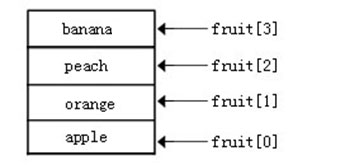 banana fruit[3]
peach fruit[2]
orange fruit[1]
apple fruit[0]